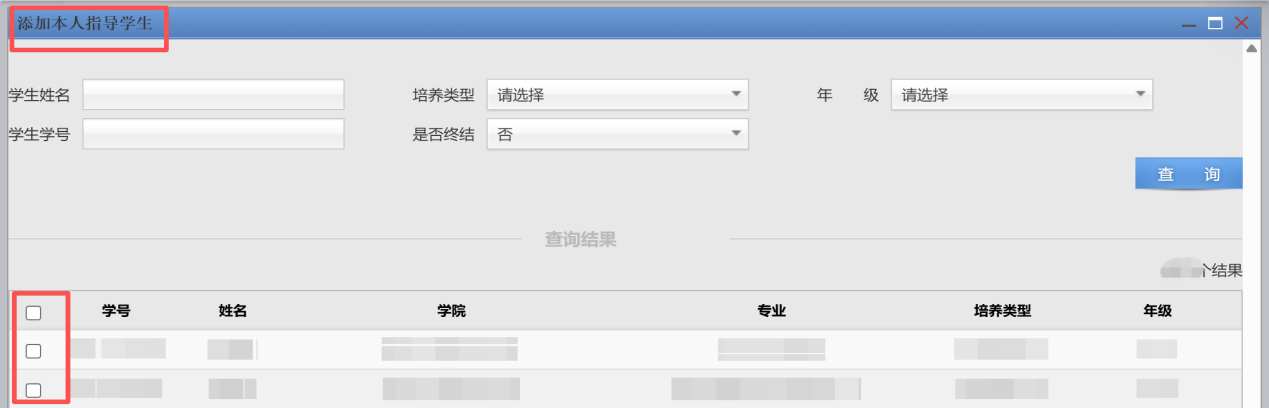 添加本人指导学生
学生姓名 培养类型 请选择 年 级 请选择
学生学号 是否终结 否
查 询
查询结果
个结果
学号 姓名 学院 专业 培养类型 年级